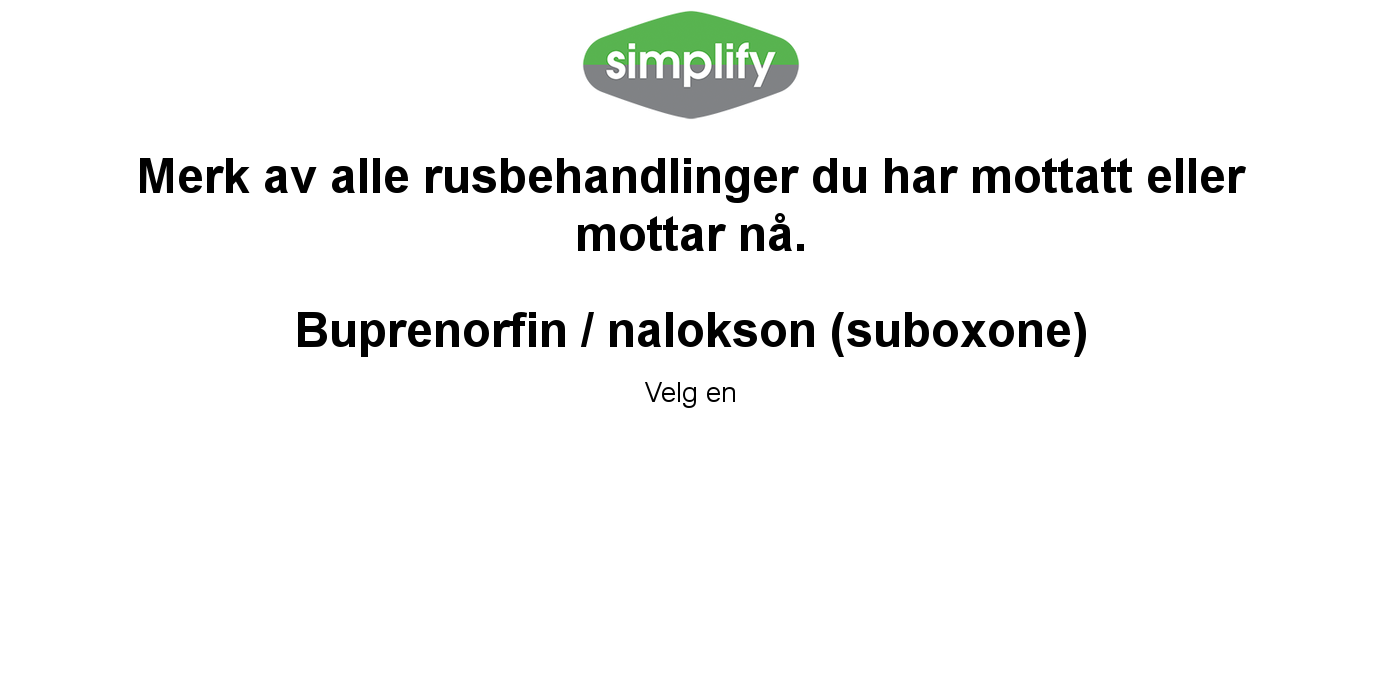 simplify
Merk av alle rusbehandlinger du har mottatt eller
mottar nå.
Buprenorfin / nalokson (suboxone)
Velg en